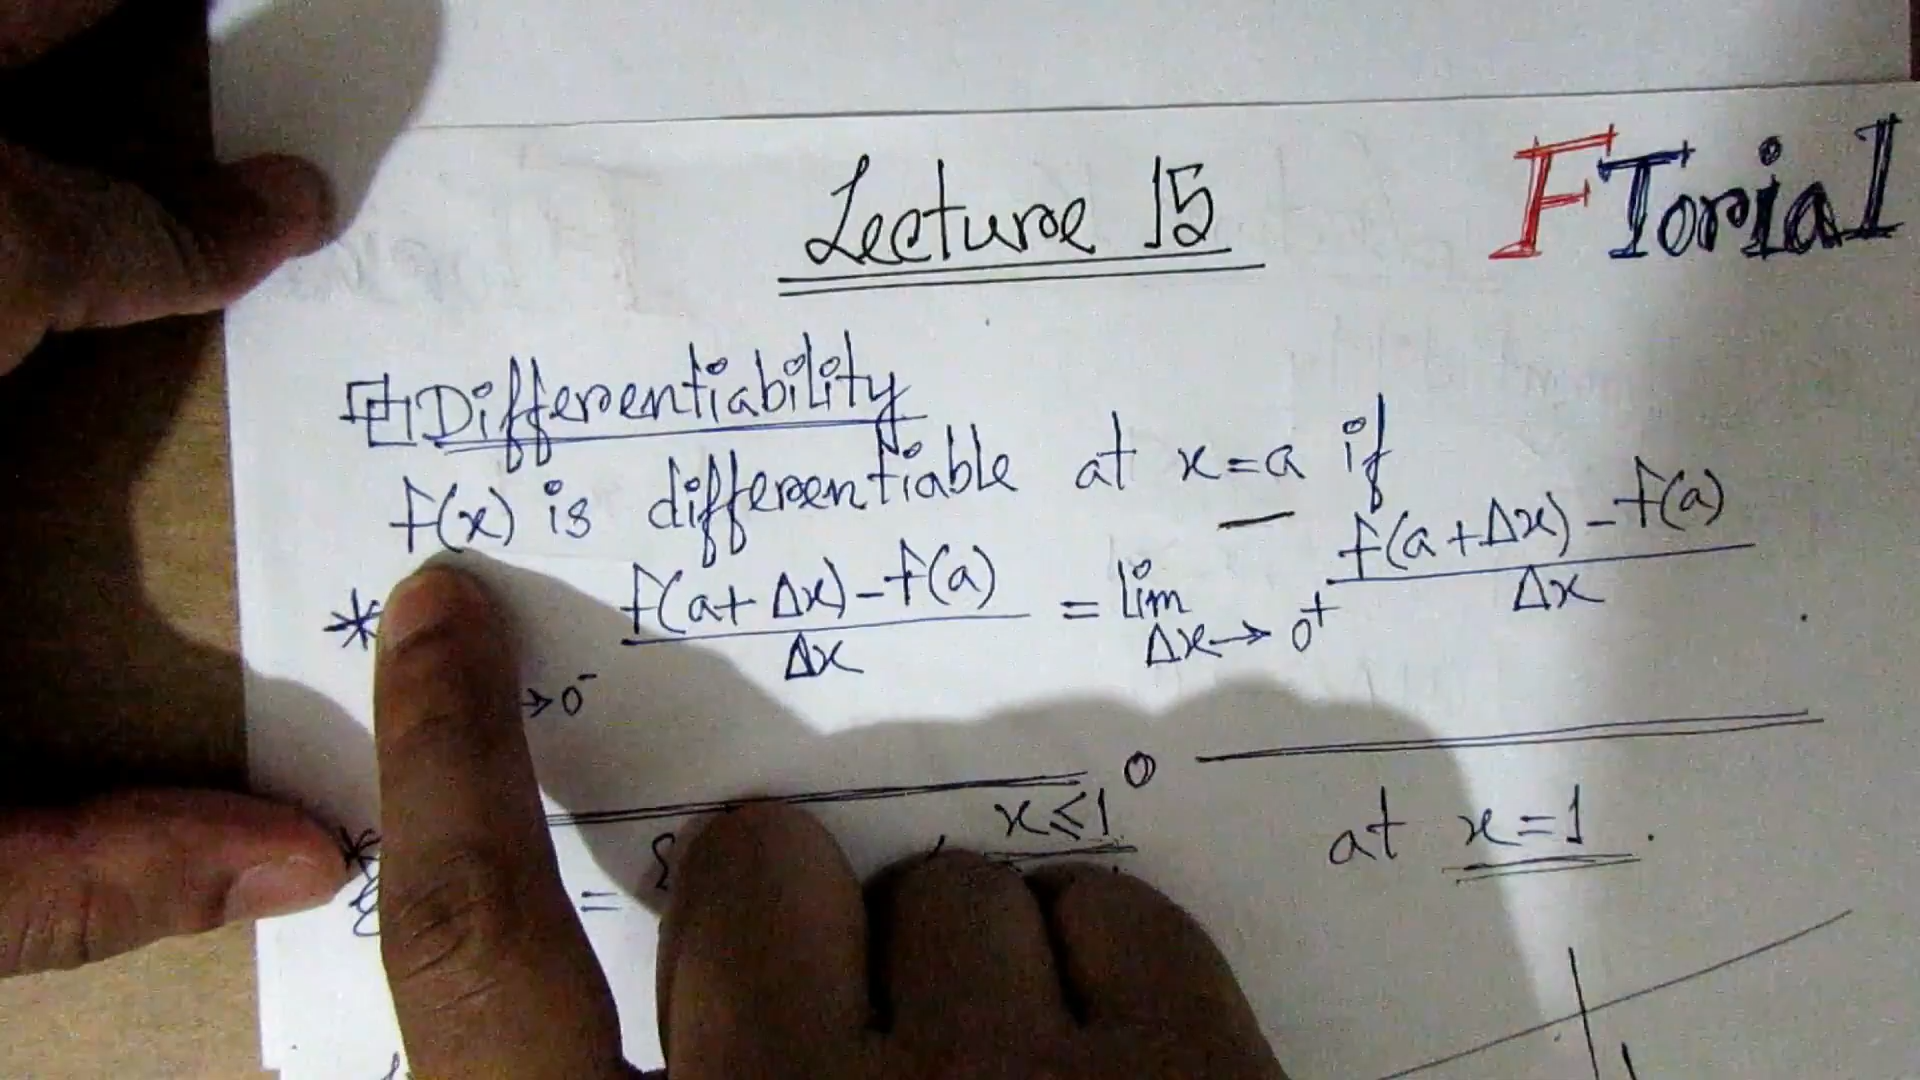 Lecture 15
FTorial
Differentiability
f(x) is differentiable at x=a if
* f(a+Δx)-f(a) / Δx = lim Δx→0⁺ f(a+Δx)-f(a) / Δx
→0⁻
x≤1 at x=1.
=